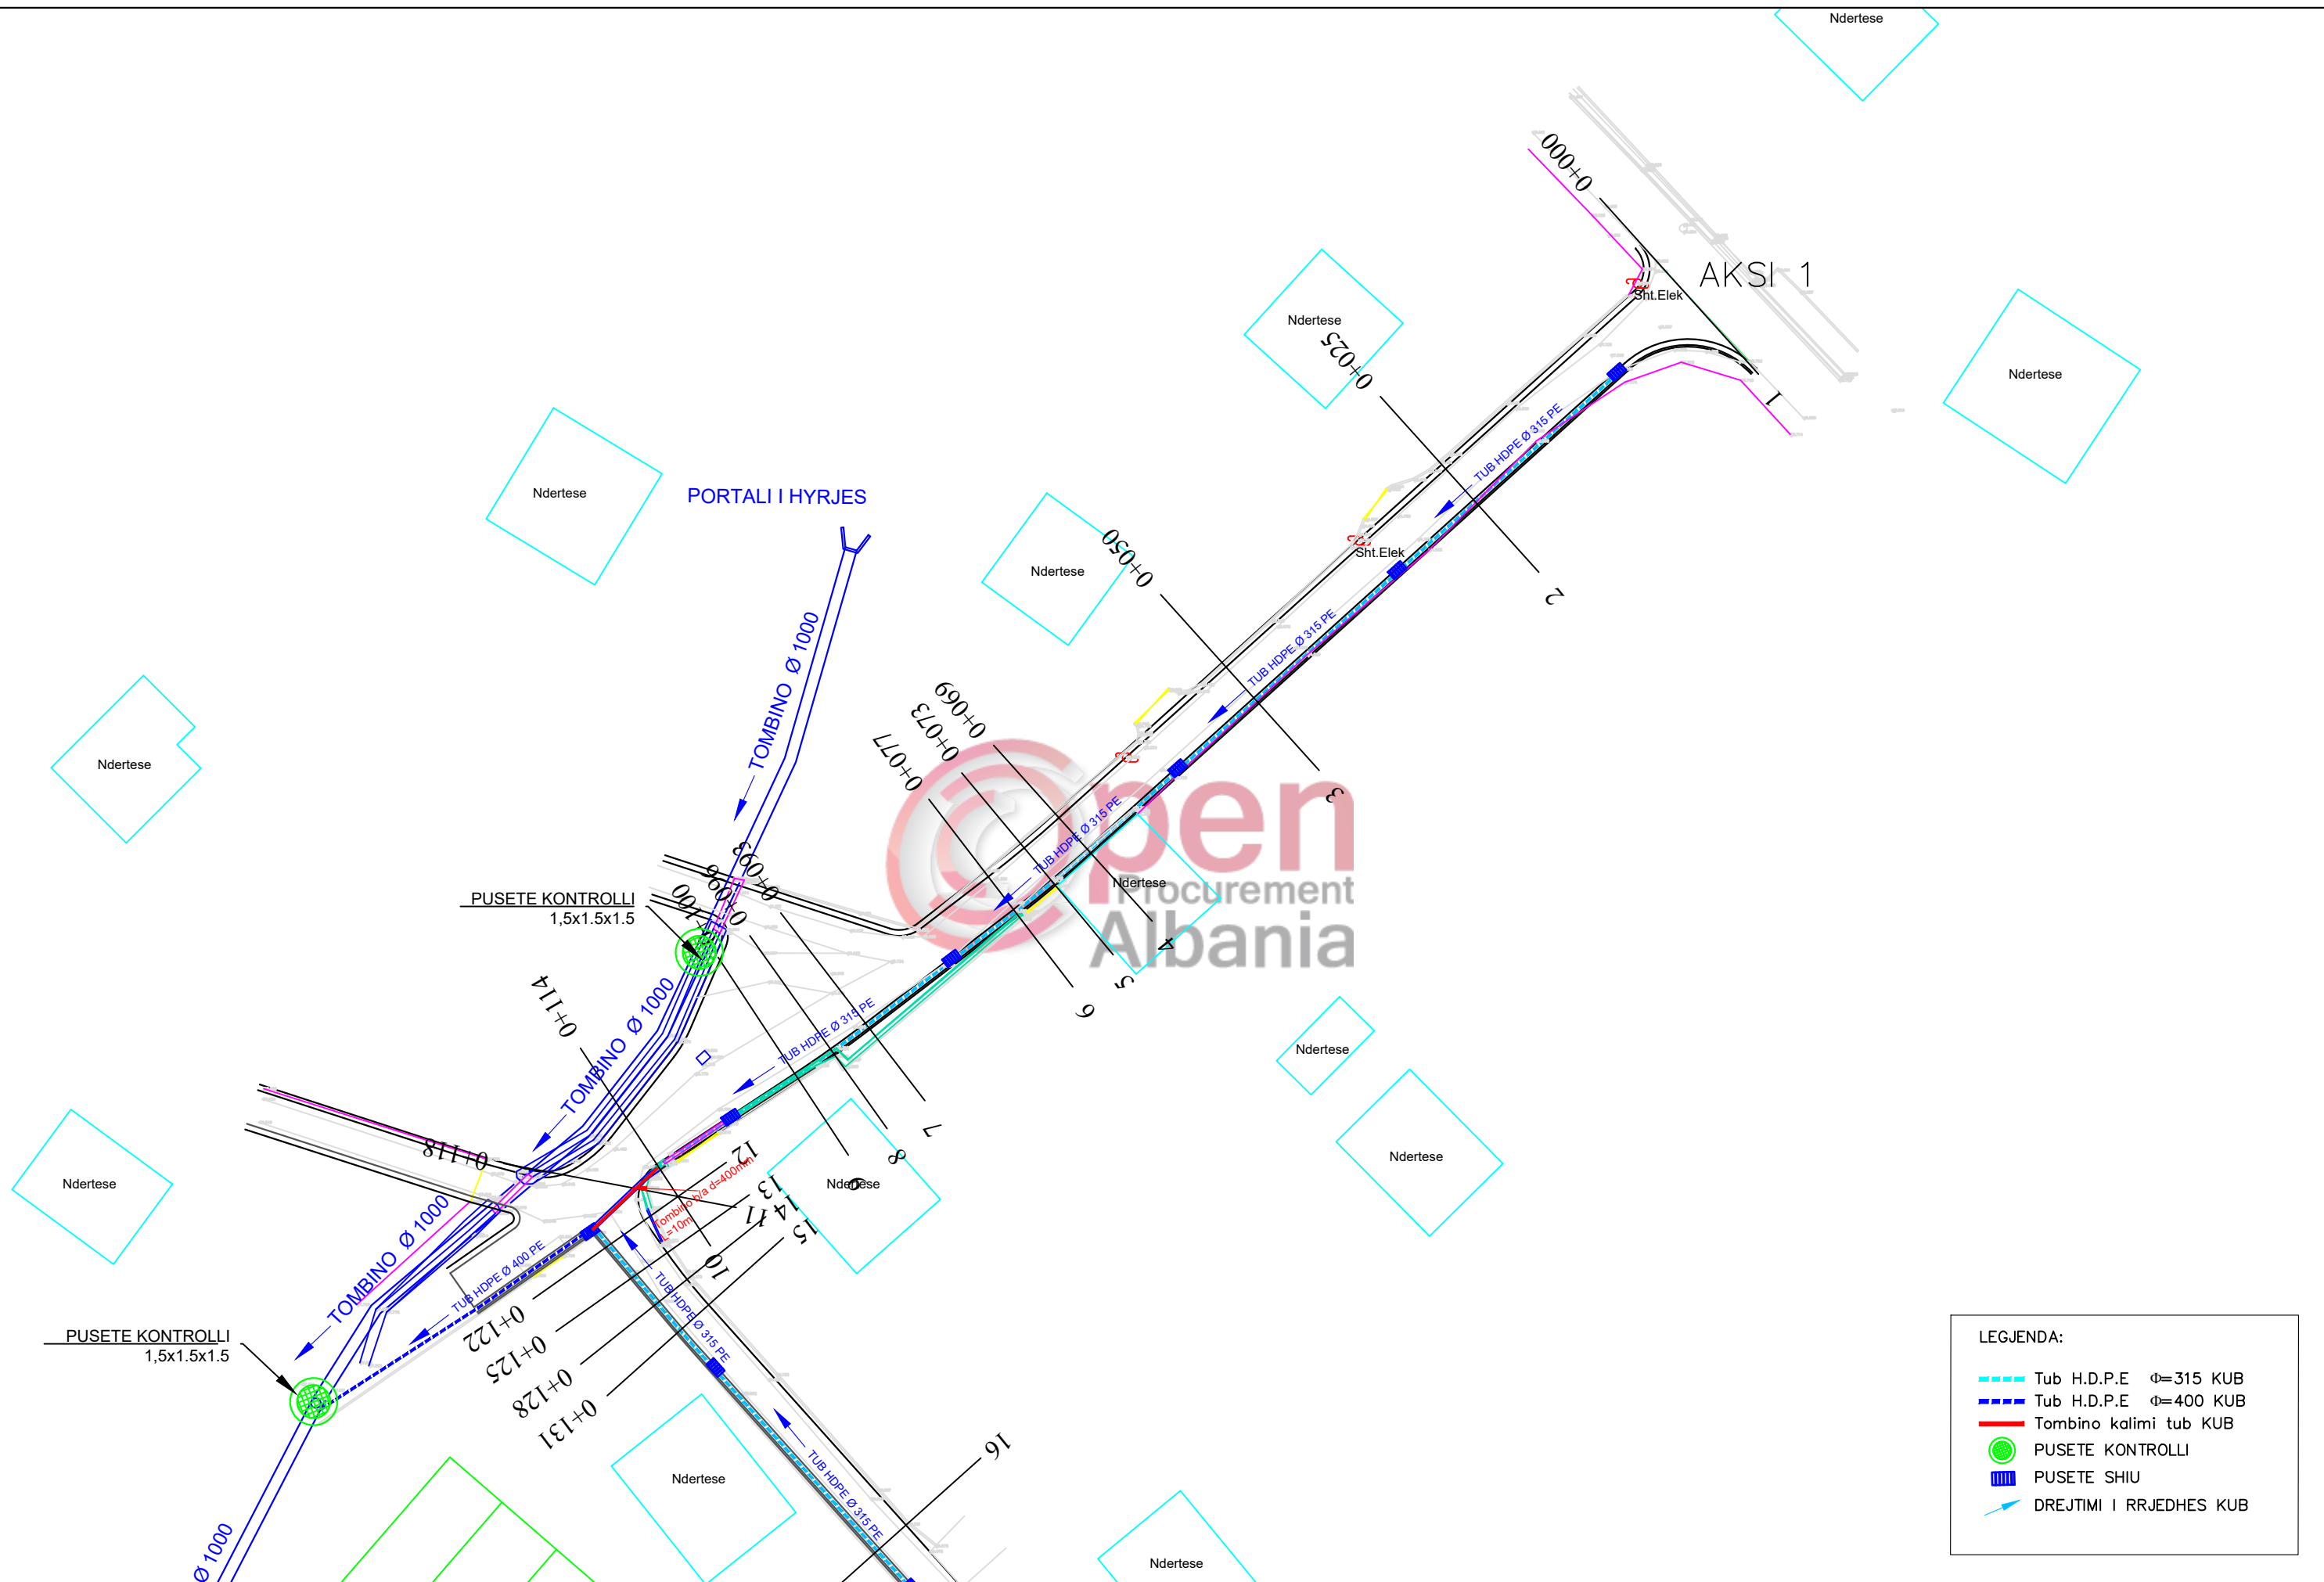 Ndertese
0+000
AKSI 1
Sht.Elek
Ndertese
0+025
Ndertese
1
TUB HDPE Ø 315 PE
Ndertese
PORTALI I HYRJES
0+050
Sht.Elek
Ndertese
2
TOMBINO Ø 1000
TUB HDPE Ø 315 PE
0+069
0+073
0+077
Ndertese
3
TUB HDPE Ø 315 PE
Open
Procurement
Albania
Ndertese
0+093
0+096
0+100
PUSETE KONTROLLI
1,5x1.5x1.5
4
5
6
0+114
TOMBINO Ø 1000
TUB HDPE Ø 315 PE
Ndertese
7
8
9
0+118
Ndertese
Ndertese
Ndertese
12
13
14
11
15
10
Tombino b/a d=400mm
L=10m
TOMBINO Ø 1000
TUB HDPE Ø 400 PE
TUB HDPE Ø 315 PE
0+122
0+125
0+128
0+131
PUSETE KONTROLLI
1,5x1.5x1.5
16
TUB HDPE Ø 315 PE
Ndertese
Ø 1000
Ndertese
LEGJENDA:
Tub H.D.P.E Φ=315 KUB
Tub H.D.P.E Φ=400 KUB
Tombino kalimi tub KUB
PUSETE KONTROLLI
PUSETE SHIU
DREJTIMI I RRJEDHES KUB